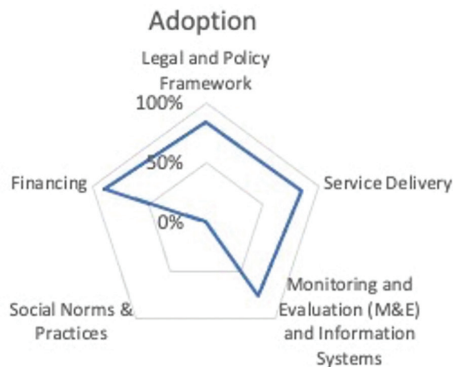 Adoption
Legal and Policy
Framework
100%
50%
Financing
Service Delivery
0%
Monitoring and
Evaluation (M&E)
and Information
Systems
Social Norms &
Practices